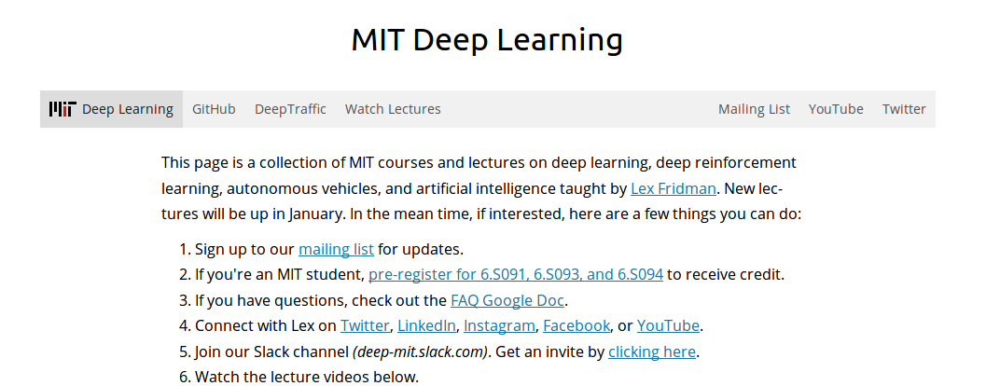 MIT Deep Learning
MIT Deep Learning GitHub DeepTraffic Watch Lectures Mailing List YouTube Twitter
This page is a collection of MIT courses and lectures on deep learning, deep reinforcement
learning, autonomous vehicles, and artificial intelligence taught by Lex Fridman. New lec-
tures will be up in January. In the mean time, if interested, here are a few things you can do:
1. Sign up to our mailing list for updates.
2. If you're an MIT student, pre-register for 6.S091, 6.S093, and 6.S094 to receive credit.
3. If you have questions, check out the FAQ Google Doc.
4. Connect with Lex on Twitter, LinkedIn, Instagram, Facebook, or YouTube.
5. Join our Slack channel (deep-mit.slack.com). Get an invite by clicking here.
6. Watch the lecture videos below.